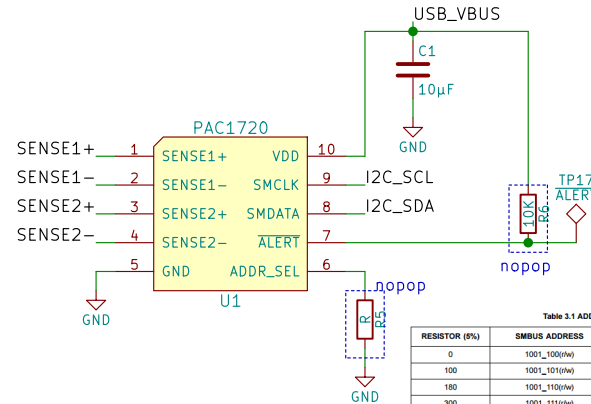 USB_VBUS
C1
10µF
GND
PAC1720
SENSE1+ 1 SENSE1+ VDD 10
SENSE1- 2 SENSE1- SMCLK 9 I2C_SCL
SENSE2+ 3 SENSE2+ SMDATA 8 I2C_SDA
SENSE2- 4 SENSE2- ALERT 7
5 GND ADDR_SEL 6
U1
GND
10K
R6
nopop
TP17
nopop
R
R5
GND
RESISTOR (5%) SMBUS ADDRESS
0 1001_100(r/w)
100 1001_101(r/w)
180 1001_110(r/w)
300 1001_111(r/w)
Table 3.1